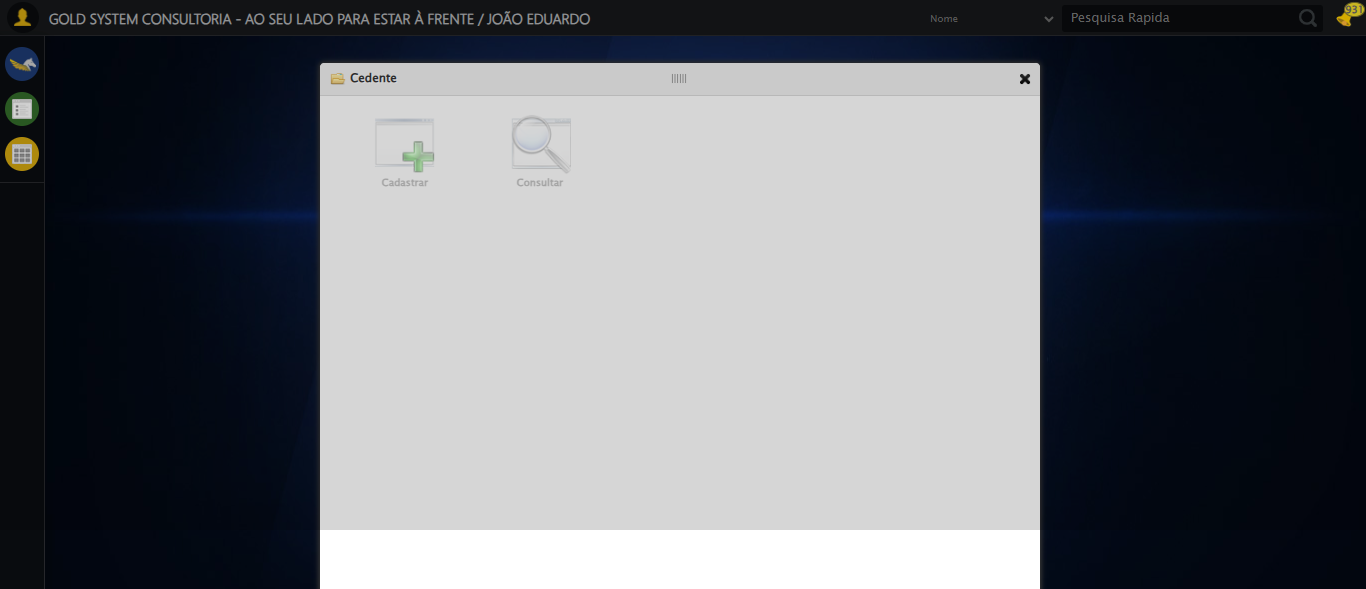 GOLD SYSTEM CONSULTORIA - AO SEU LADO PARA ESTAR À FRENTE / JOÃO EDUARDO
Nome
Pesquisa Rapida
931
Cedente
Cadastrar
Consultar